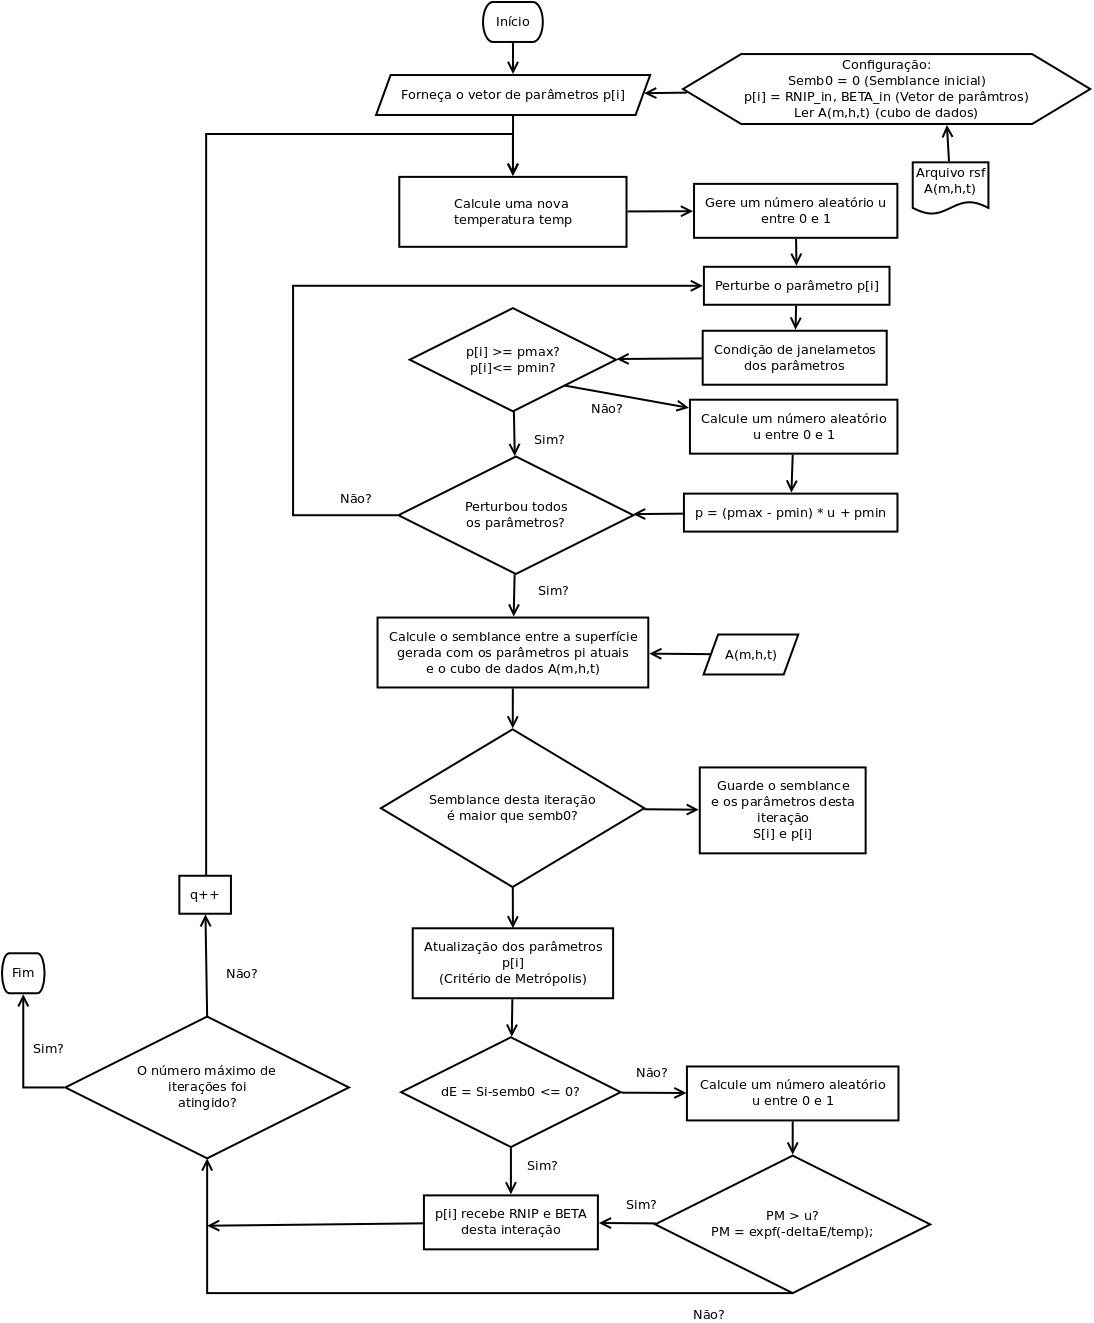 Início
Forneça o vetor de parâmetros p[i]
Configuração:
Semb0 = 0 (Semblance inicial)
p[i] = RNIP_in, BETA_in (Vetor de parâmtros)
Ler A(m,h,t) (cubo de dados)
Arquivo rsf
A(m,h,t)
Calcule uma nova
temperatura temp
Gere um número aleatório u
entre 0 e 1
Perturbe o parâmetro p[i]
Condição de janelametos
dos parâmetros
p[i] >= pmax?
p[i]<= pmin?
Não?
Calcule um número aleatório
u entre 0 e 1
Sim?
p = (pmax - pmin) * u + pmin
Perturbou todos
os parâmetros?
Não?
Sim?
Calcule o semblance entre a superfície
gerada com os parâmetros pi atuais
e o cubo de dados A(m,h,t)
A(m,h,t)
Semblance desta iteração
é maior que semb0?
Guarde o semblance
e os parâmetros desta
iteração
S[i] e p[i]
q++
Atualização dos parâmetros
p[i]
(Critério de Metrópolis)
Não?
Fim
Sim?
O número máximo de
iterações foi
atingido?
dE = Si-semb0 <= 0?
Não?
Calcule um número aleatório
u entre 0 e 1
Sim?
p[i] recebe RNIP e BETA
desta interação
Sim?
PM > u?
PM = expf(-deltaE/temp);
Não?